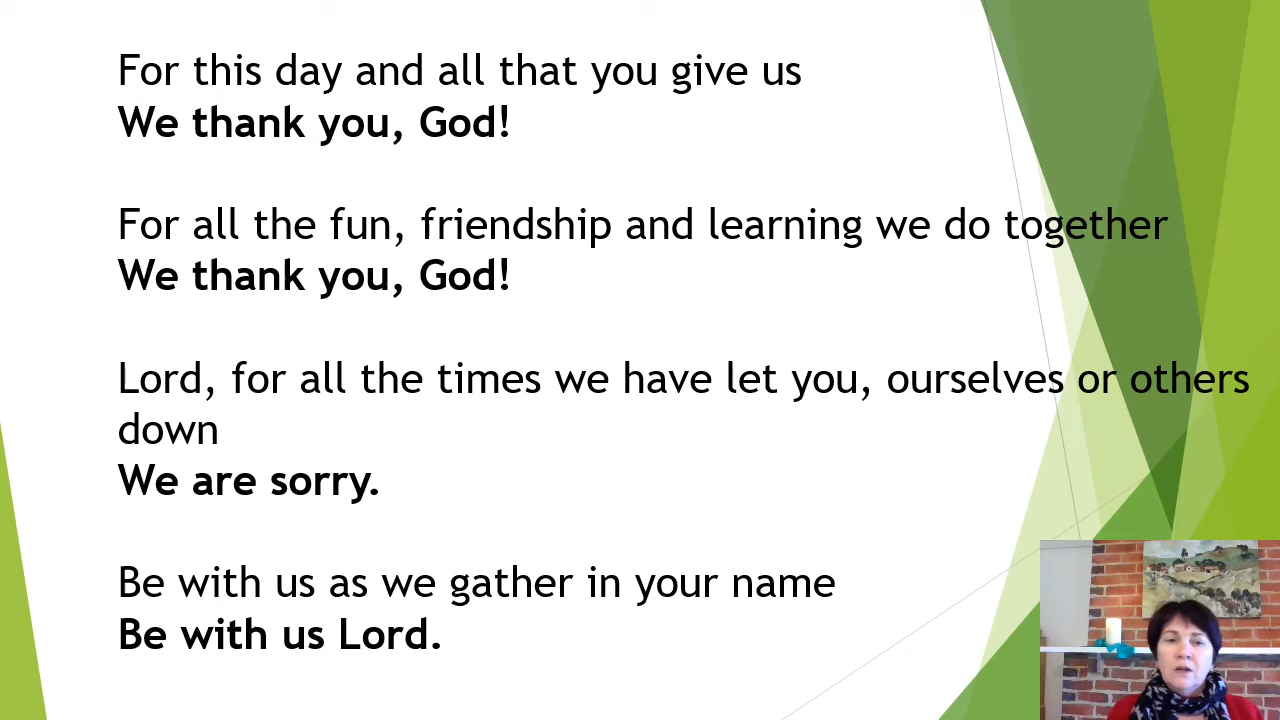 For this day and all that you give us
We thank you, God!
For all the fun, friendship and learning we do together
We thank you, God!
Lord, for all the times we have let you, ourselves or others
down
We are sorry.
Be with us as we gather in your name
Be with us Lord.